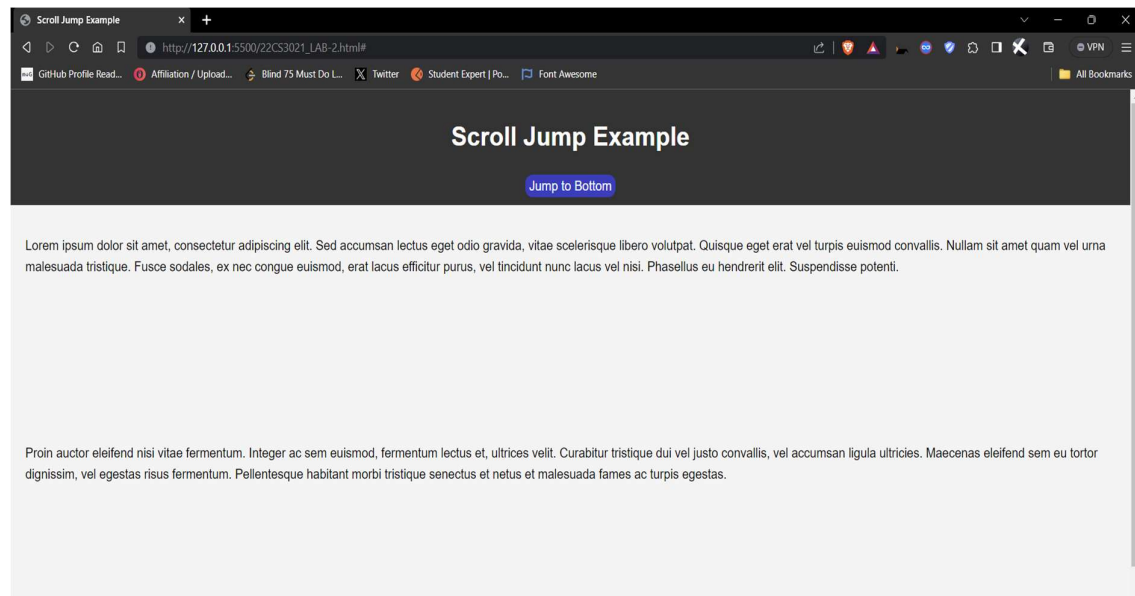 Scroll Jump Example
http://127.0.0.1:5500/22CS3021_LAB-2.html#
VPN
GitHub Profile Read...
Affiliation / Upload...
Blind 75 Must Do L...
Twitter
Student Expert | Po...
Font Awesome
All Bookmarks
Scroll Jump Example
Jump to Bottom
Lorem ipsum dolor sit amet, consectetur adipiscing elit. Sed accumsan lectus eget odio gravida, vitae scelerisque libero volutpat. Quisque eget erat vel turpis euismod convallis. Nullam sit amet quam vel urna
malesuada tristique. Fusce sodales, ex nec congue euismod, erat lacus efficitur purus, vel tincidunt nunc lacus vel nisi. Phasellus eu hendrerit elit. Suspendisse potenti.
Proin auctor eleifend nisi vitae fermentum. Integer ac sem euismod, fermentum lectus et, ultrices velit. Curabitur tristique dui vel justo convallis, vel accumsan ligula ultricies. Maecenas eleifend sem eu tortor
dignissim, vel egestas risus fermentum. Pellentesque habitant morbi tristique senectus et netus et malesuada fames ac turpis egestas.